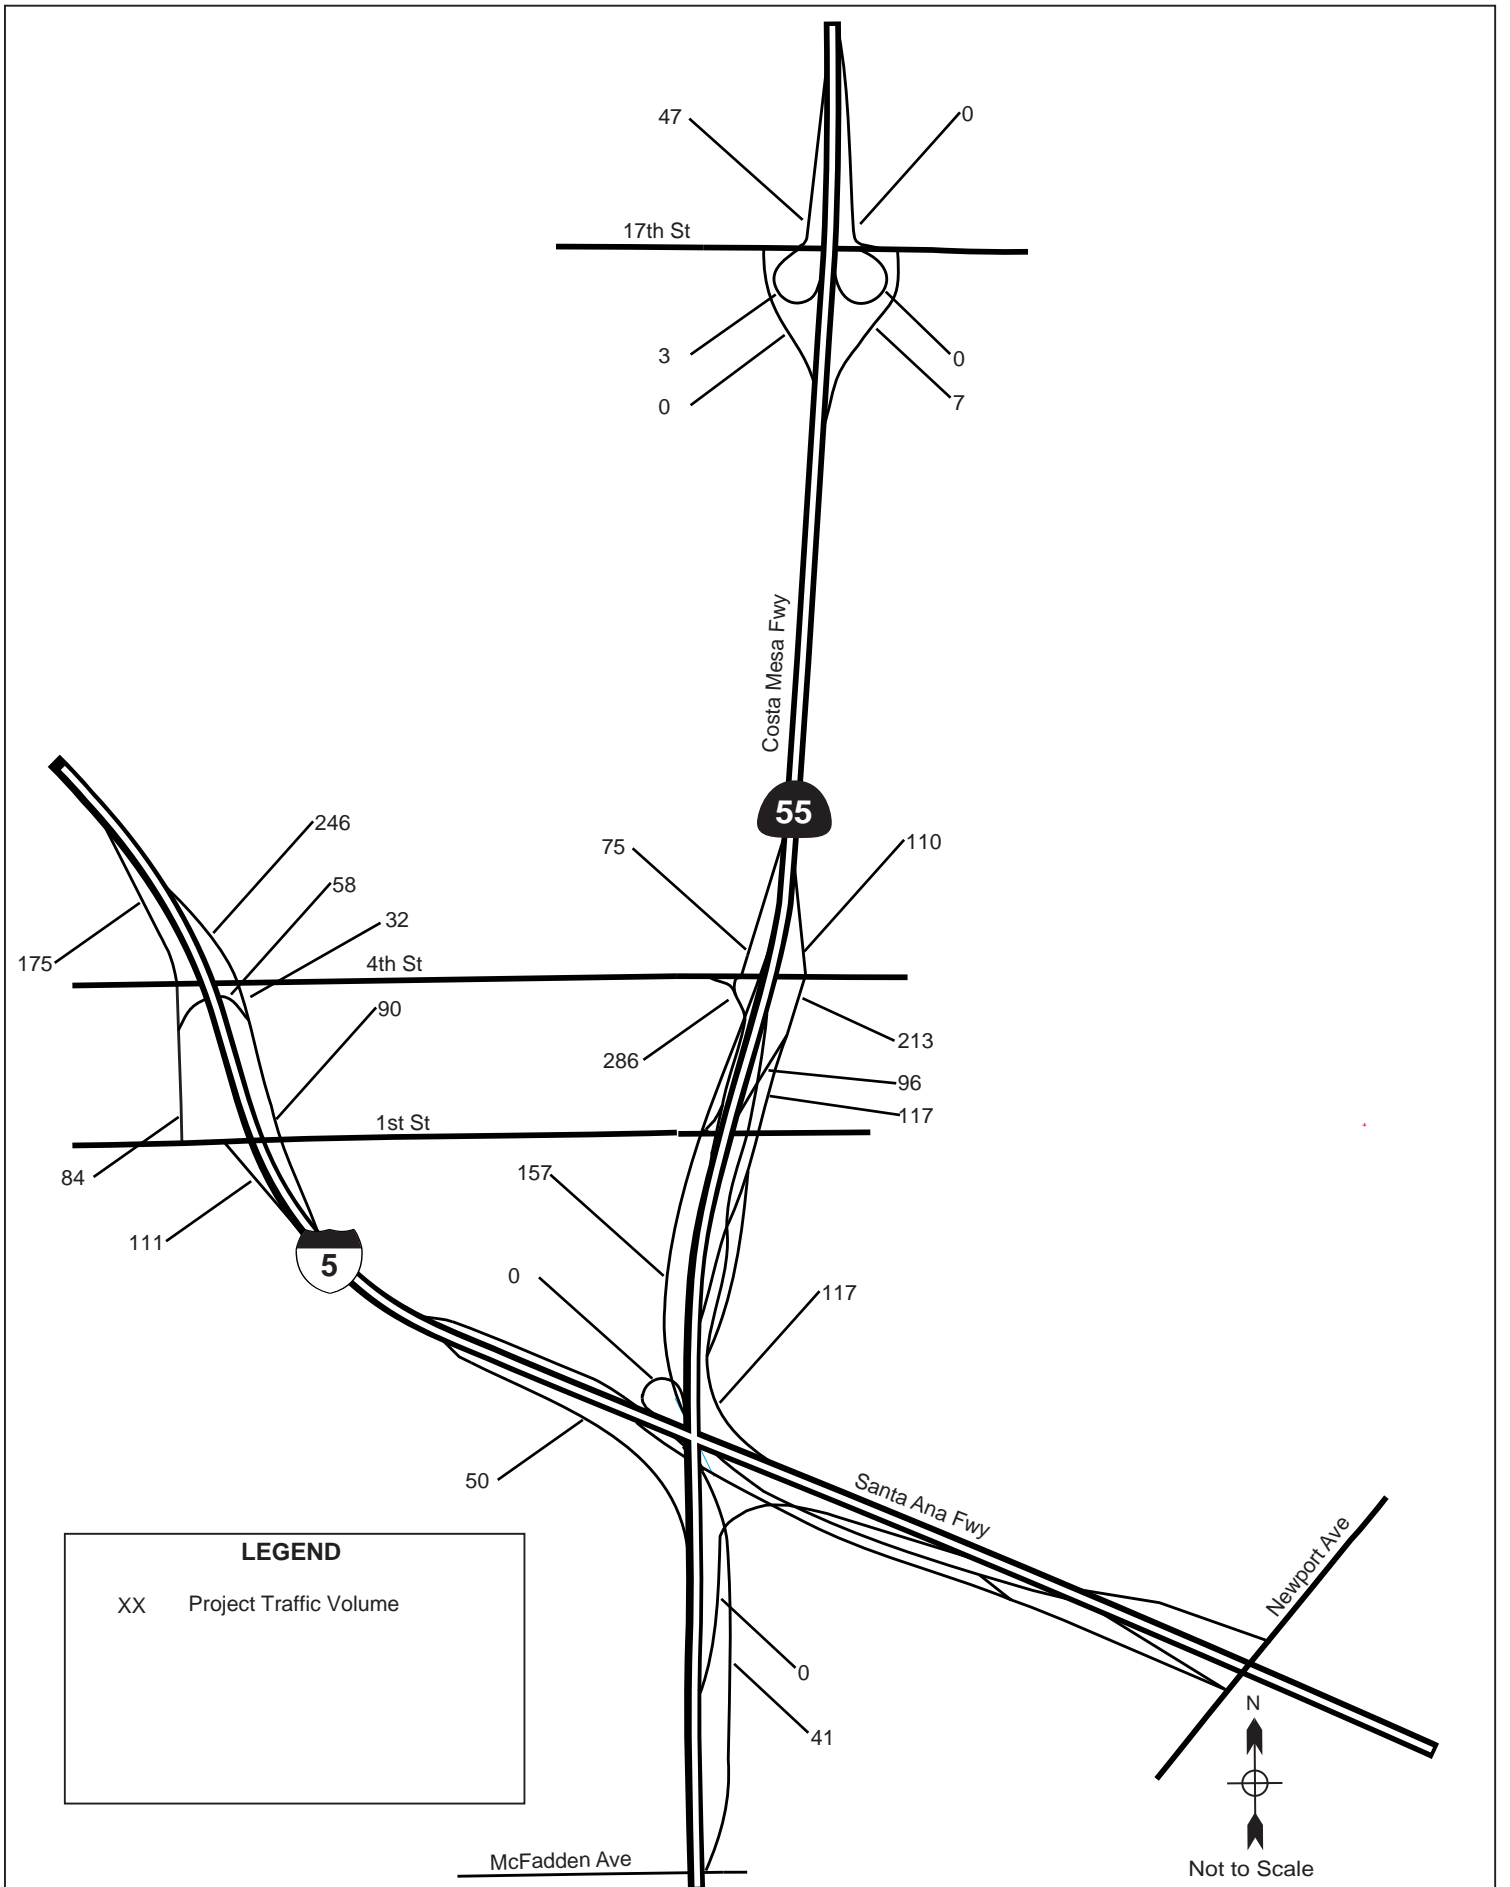 47
0
17th St
3
0
0
7
Costa Mesa Fwy
55
246
75
110
58
32
175
4th St
90
286
213
96
117
1st St
84
157
111
5
0
117
50
Santa Ana Fwy
Newport Ave
LEGEND
XX Project Traffic Volume
0
41
N
McFadden Ave
Not to Scale